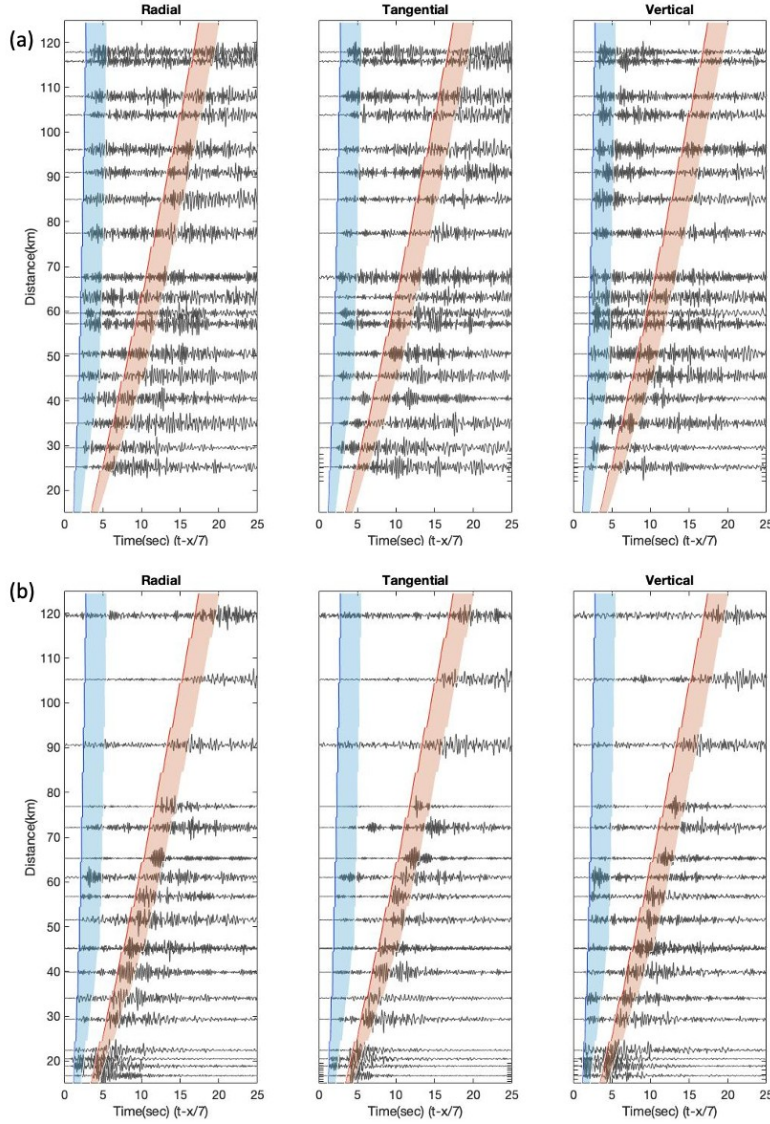 (a)
Radial
Tangential
Vertical
120
110
100
90
80
70
60
50
40
30
20
Distance(km)
0 5 10 15 20 25
0 5 10 15 20 25
0 5 10 15 20 25
Time(sec) (t-x/7)
Time(sec) (t-x/7)
Time(sec) (t-x/7)
(b)
Radial
Tangential
Vertical
120
110
100
90
80
70
60
50
40
30
20
Distance(km)
0 5 10 15 20 25
0 5 10 15 20 25
0 5 10 15 20 25
Time(sec) (t-x/7)
Time(sec) (t-x/7)
Time(sec) (t-x/7)